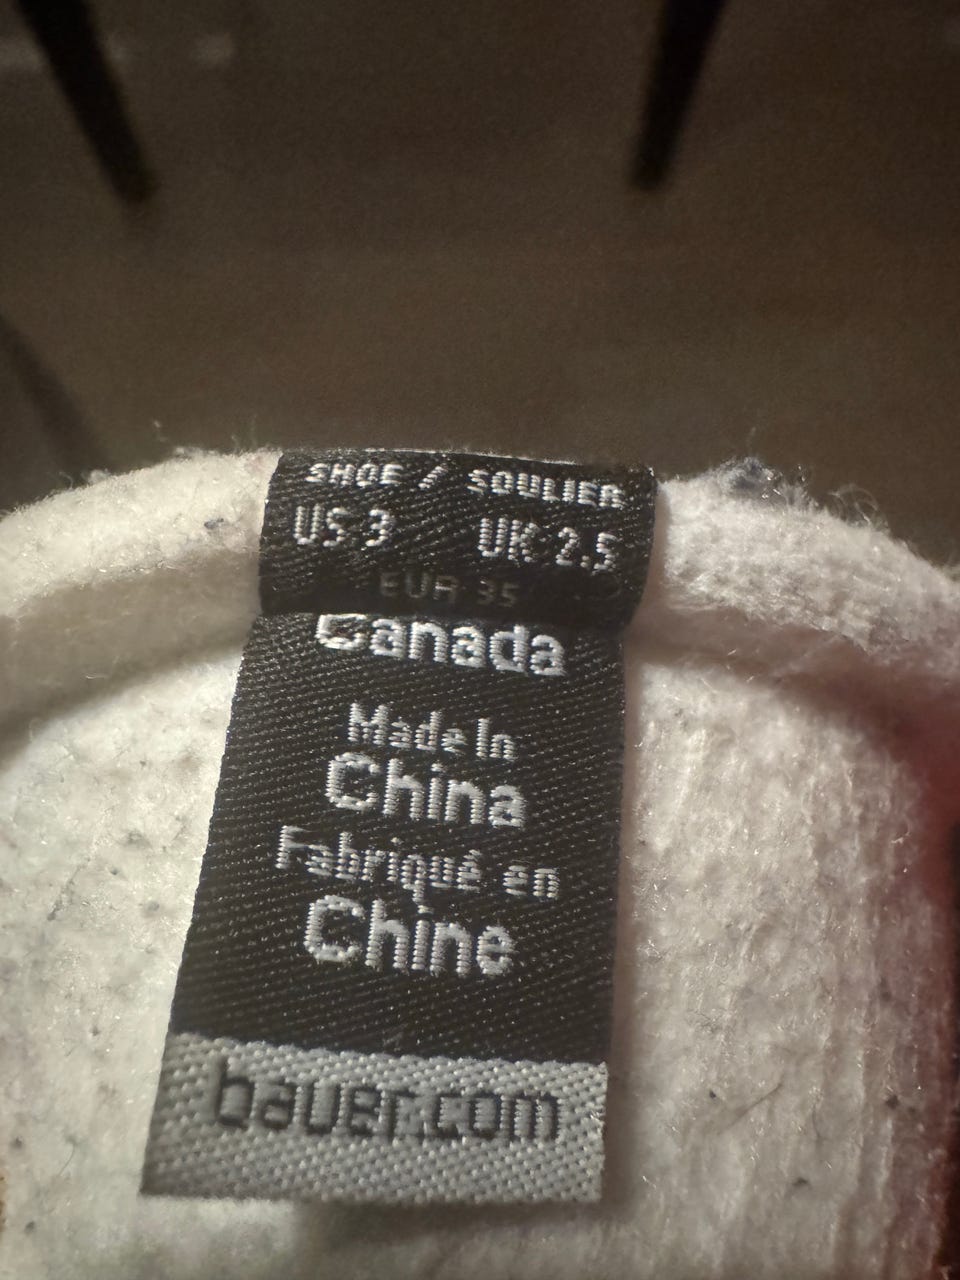 SHOE / SOULIER
US 3 UK 2.5
EUR 35
Canada
Made In
China
Fabriqué en
Chine
bauer.com